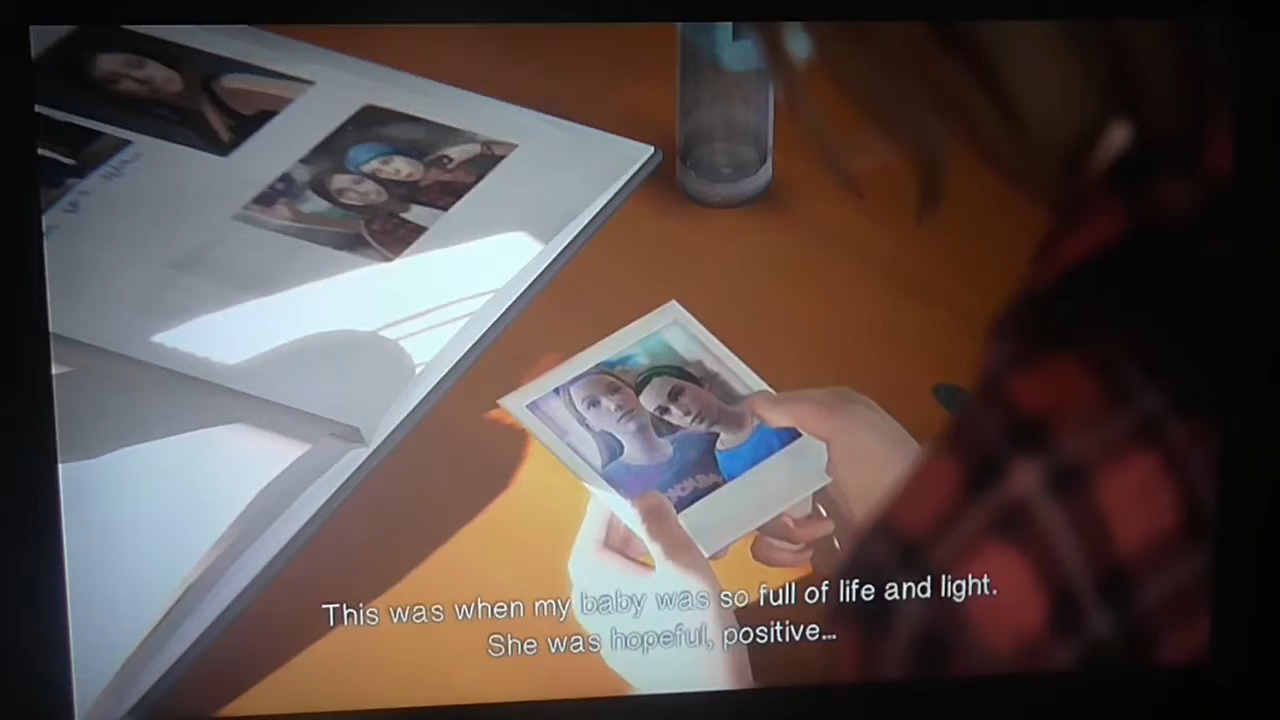 This was when my baby was so full of life and light.
She was hopeful, positive...